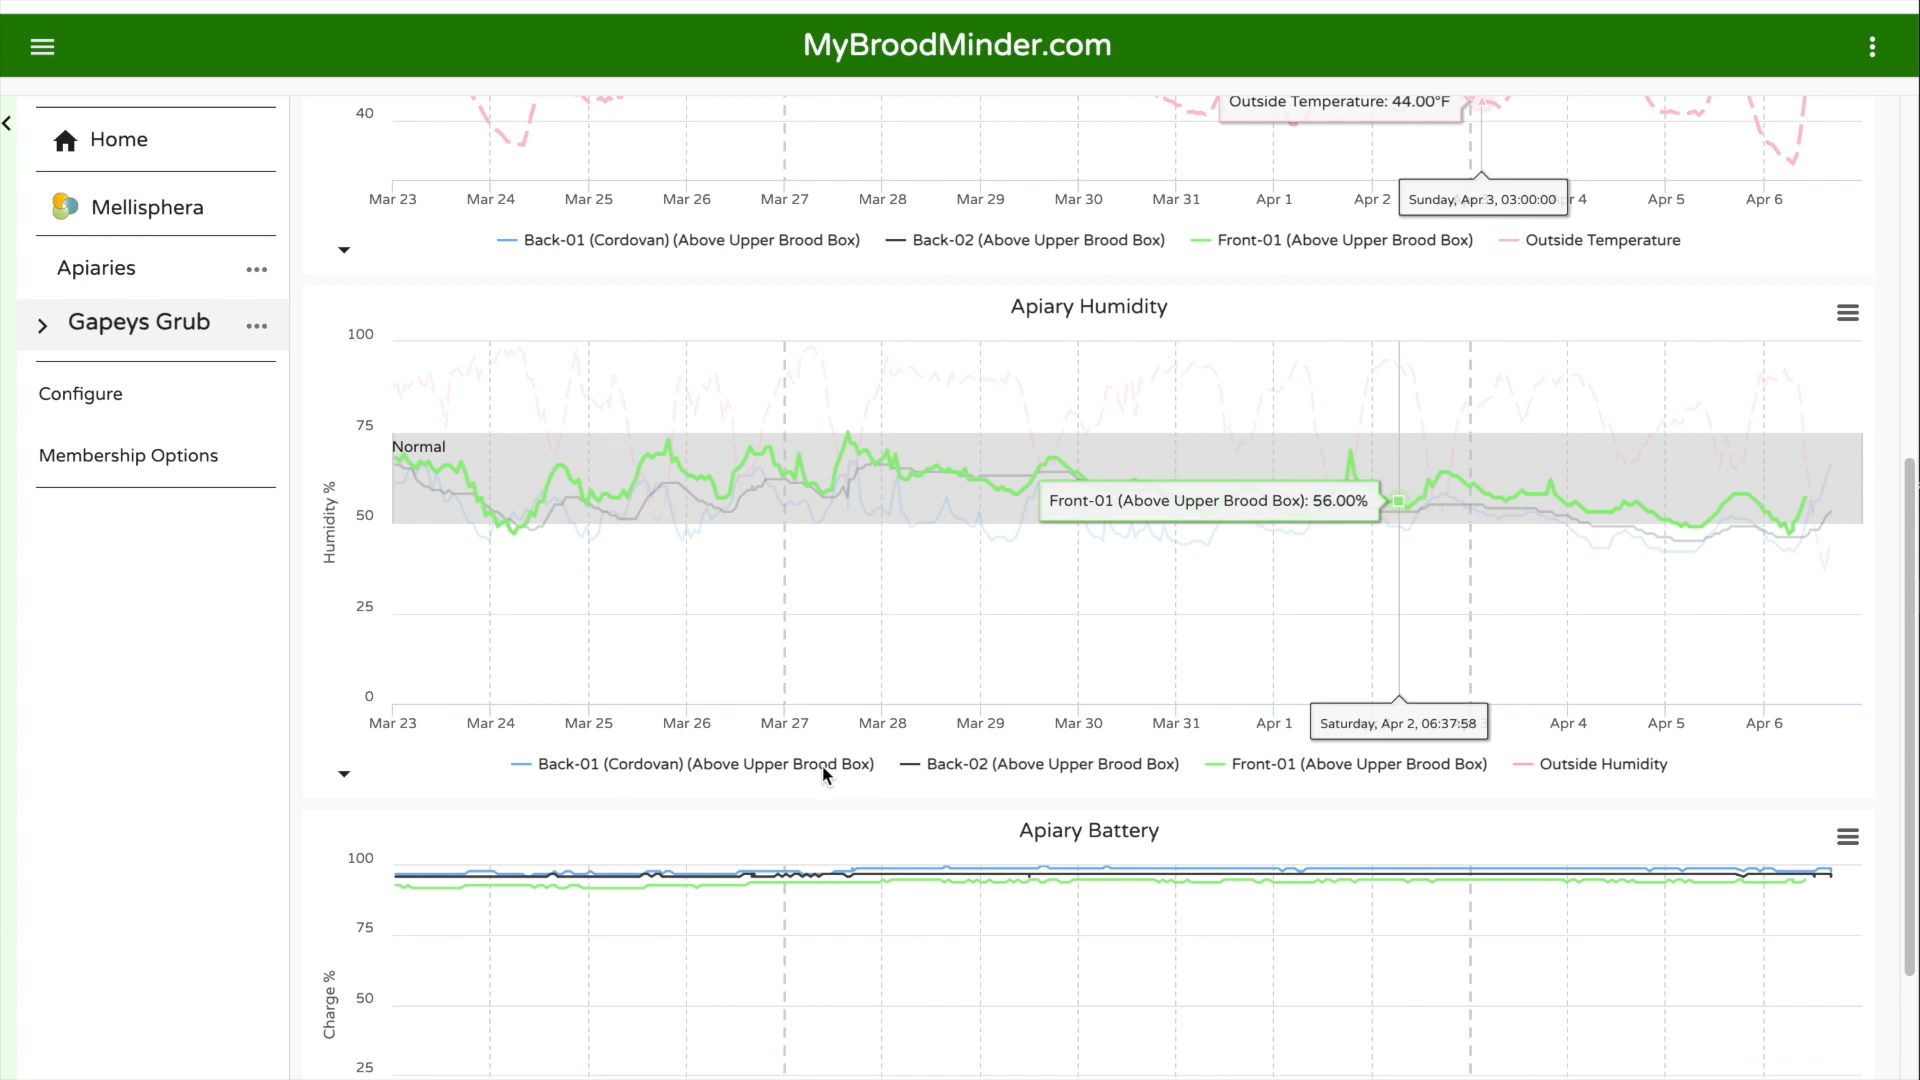 MyBroodMinder.com
Home
Mellisphera
Apiaries
Gapeys Grub
Configure
Membership Options
40
Outside Temperature: 44.00°F
Mar 23 Mar 24 Mar 25 Mar 26 Mar 27 Mar 28 Mar 29 Mar 30 Mar 31 Apr 1 Apr 2 Sunday, Apr 3, 03:00:00 r 4 Apr 5 Apr 6
Back-01 (Cordovan) (Above Upper Brood Box) Back-02 (Above Upper Brood Box) Front-01 (Above Upper Brood Box) Outside Temperature
Apiary Humidity
100
75
Normal
Front-01 (Above Upper Brood Box): 56.00%
50
Humidity %
25
0
Mar 23 Mar 24 Mar 25 Mar 26 Mar 27 Mar 28 Mar 29 Mar 30 Mar 31 Apr 1 Saturday, Apr 2, 06:37:58 Apr 4 Apr 5 Apr 6
Back-01 (Cordovan) (Above Upper Brood Box) Back-02 (Above Upper Brood Box) Front-01 (Above Upper Brood Box) Outside Humidity
Apiary Battery
100
75
50
Charge %
25